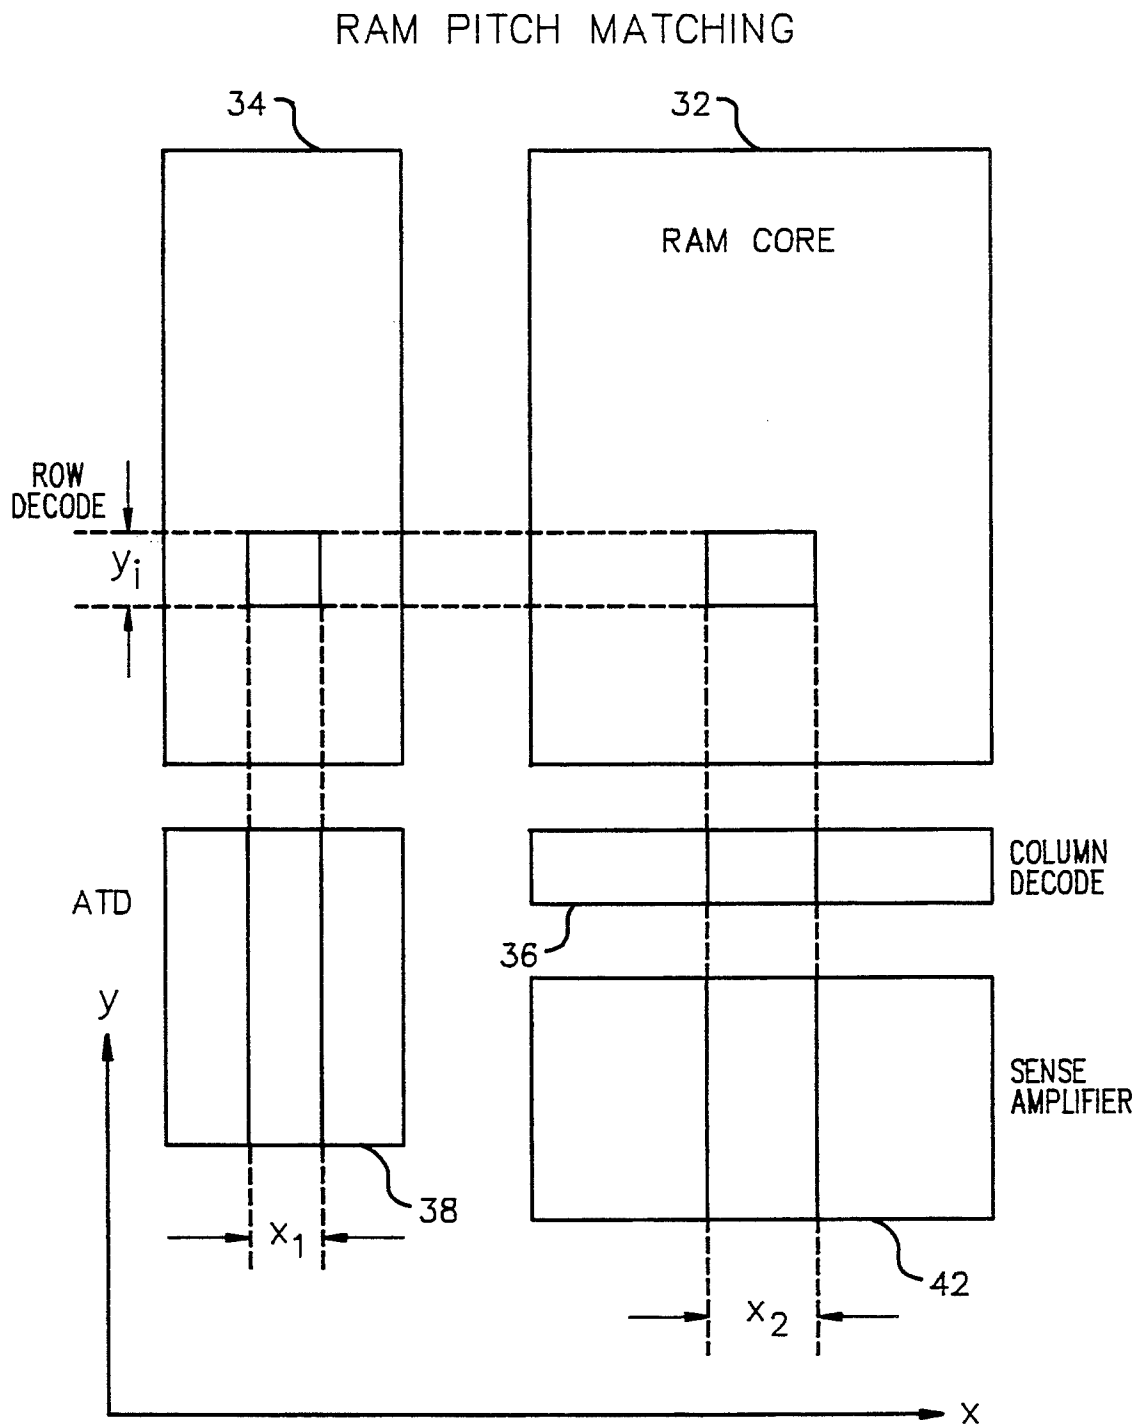 RAM PITCH MATCHING
34
32
RAM CORE
ROW
DECODE
yi
COLUMN
DECODE
ATD
36
y
SENSE
AMPLIFIER
38
x1
42
x2
x